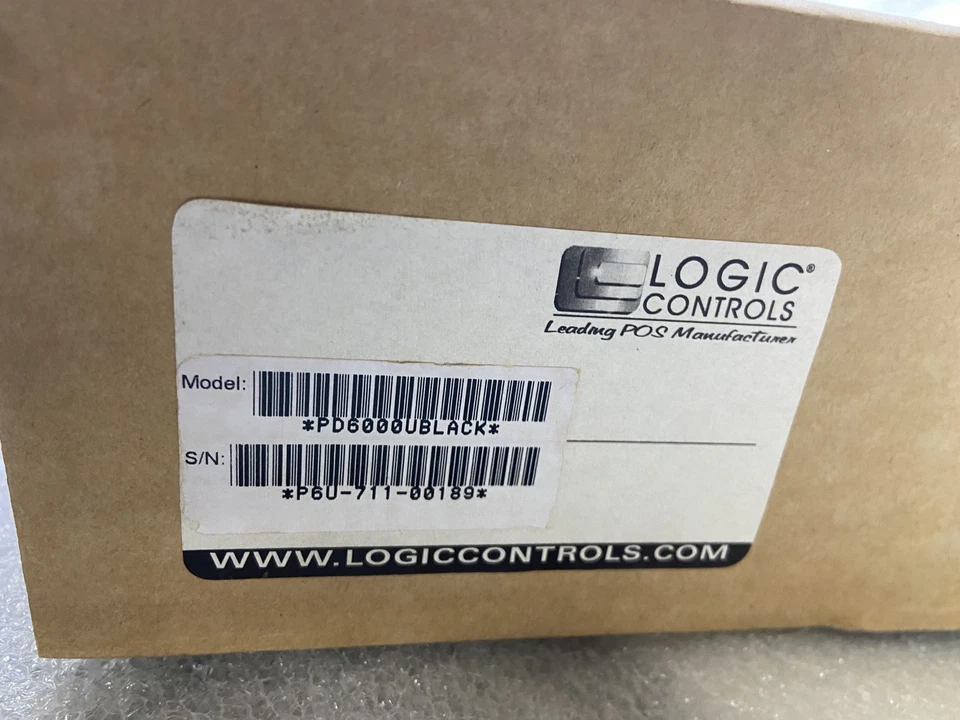 LOGIC®
CONTROLS
Leading POS Manufacturer
Model:
*PD6000UBLACK*
S/N:
*P6U-711-00189*
WWW.LOGICCONTROLS.COM